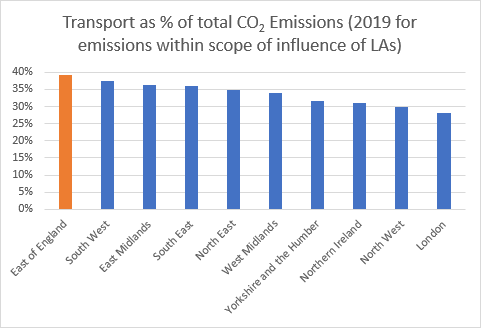 Transport as % of total CO₂ Emissions (2019 for
emissions within scope of influence of LAs)
40%
35%
30%
25%
20%
15%
10%
5%
0%
East of England
South West
East Midlands
South East
North East
West Midlands
Yorkshire and the Humber
Northern Ireland
North West
London